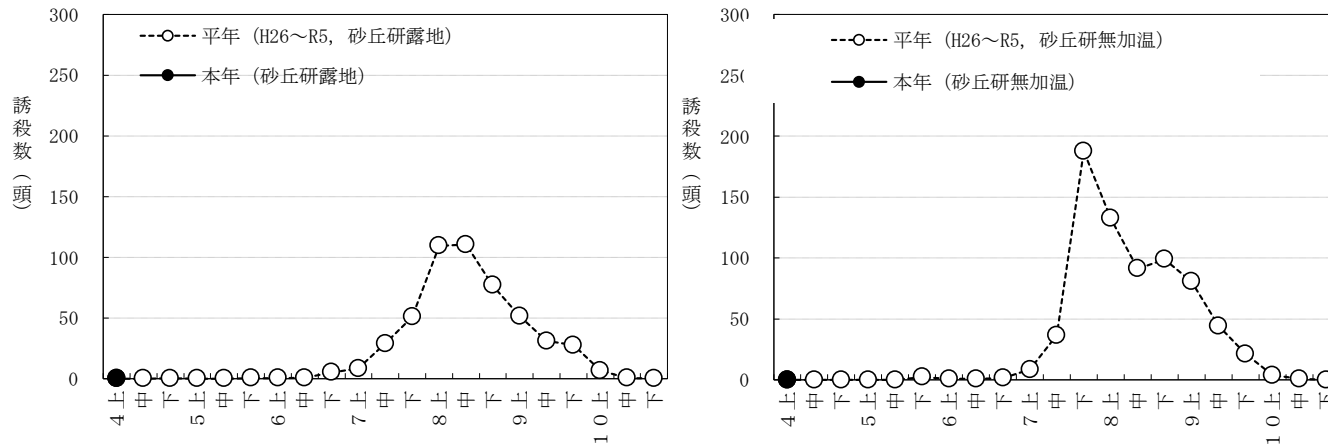 300
250
200
150
100
50
0
誘殺数（頭）
平年（H26～R5，砂丘研露地）
本年（砂丘研露地）
4上 中 下 5上 中 下 6上 中 下 7上 中 下 8上 中 下 9上 中 下 10上 中 下
300
250
200
150
100
50
0
誘殺数（頭）
平年（H26～R5，砂丘研無加温）
本年（砂丘研無加温）
4上 中 下 5上 中 下 6上 中 下 7上 中 下 8上 中 下 9上 中 下 10上 中 下